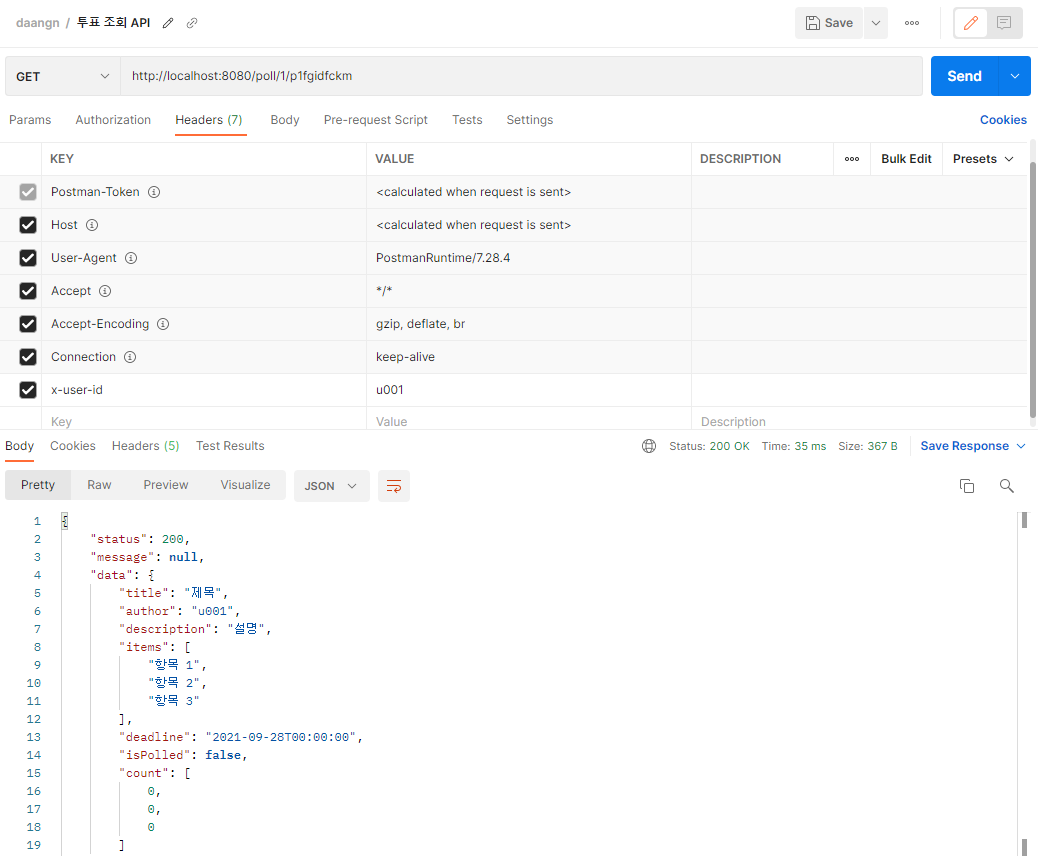 daangn / 투표 조회 API
Save
GET
http://localhost:8080/poll/1/p1fgidfckm
Send
Params Authorization Headers (7) Body Pre-request Script Tests Settings Cookies
KEY VALUE DESCRIPTION Bulk Edit Presets
Postman-Token <calculated when request is sent>
Host <calculated when request is sent>
User-Agent PostmanRuntime/7.28.4
Accept */*
Accept-Encoding gzip, deflate, br
Connection keep-alive
x-user-id u001
Key Value Description
Body Cookies Headers (5) Test Results Status: 200 OK Time: 35 ms Size: 367 B Save Response
Pretty Raw Preview Visualize JSON
1 {
2 "status": 200,
3 "message": null,
4 "data": {
5 "title": "제목",
6 "author": "u001",
7 "description": "설명",
8 "items": [
9 "항목 1",
10 "항목 2",
11 "항목 3"
12 ],
13 "deadline": "2021-09-28T00:00:00",
14 "isPolled": false,
15 "count": [
16 0,
17 0,
18 0
19 ]